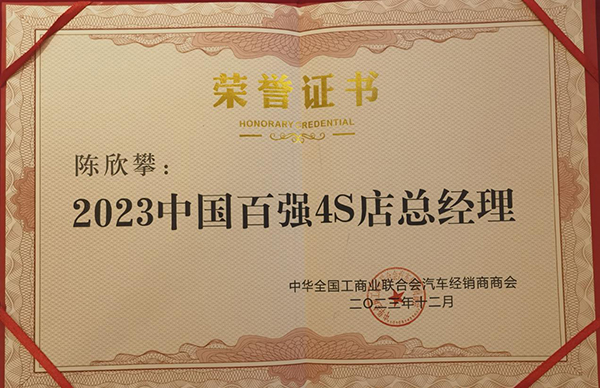 荣誉证书
HONORARY CREDENTIAL
陈欣攀：
2023中国百强4S店总经理
中华全国工商业联合会汽车经销商商会
二〇二三年十二月